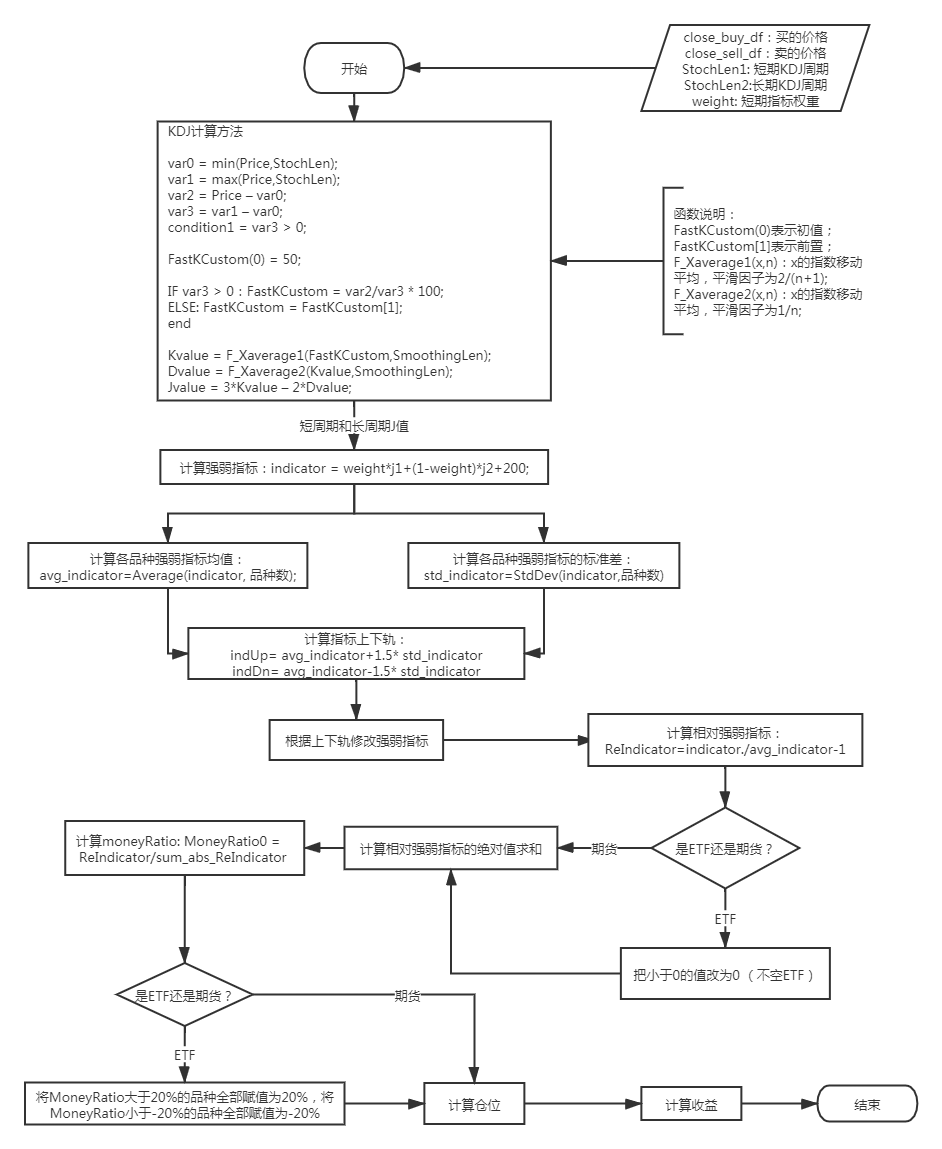 close_buy_df：买的价格
close_sell_df：卖的价格
StochLen1: 短期KDJ周期
StochLen2:长期KDJ周期
weight: 短期指标权重
开始
KDJ计算方法
var0 = min(Price,StochLen);
var1 = max(Price,StochLen);
var2 = Price – var0;
var3 = var1 – var0;
condition1 = var3 > 0;
FastKCustom(0) = 50;
IF var3 > 0 : FastKCustom = var2/var3 * 100;
ELSE: FastKCustom = FastKCustom[1];
end
Kvalue = F_Xaverage1(FastKCustom,SmoothingLen);
Dvalue = F_Xaverage2(Kvalue,SmoothingLen);
Jvalue = 3*Kvalue – 2*Dvalue;
函数说明：
FastKCustom(0)表示初值；
FastKCustom[1]表示前置；
F_Xaverage1(x,n)：x的指数移动
平均，平滑因子为2/(n+1);
F_Xaverage2(x,n)：x的指数移动
平均，平滑因子为1/n;
短周期和长周期J值
计算强弱指标：indicator = weight*j1+(1-weight)*j2+200;
计算各品种强弱指标均值：
avg_indicator=Average(indicator, 品种数);
计算各品种强弱指标的标准差：
std_indicator=StdDev(indicator,品种数)
计算指标上下轨：
indUp= avg_indicator+1.5* std_indicator
indDn= avg_indicator-1.5* std_indicator
根据上下轨修改强弱指标
计算相对强弱指标：
ReIndicator=indicator./avg_indicator-1
是ETF还是期货？
期货
ETF
把小于0的值改为0 （不空ETF）
计算相对强弱指标的绝对值求和
计算moneyRatio: MoneyRatio0 =
ReIndicator/sum_abs_ReIndicator
是ETF还是期货？
期货
ETF
将MoneyRatio大于20%的品种全部赋值为20%，将
MoneyRatio小于-20%的品种全部赋值为-20%
计算仓位
计算收益
结束